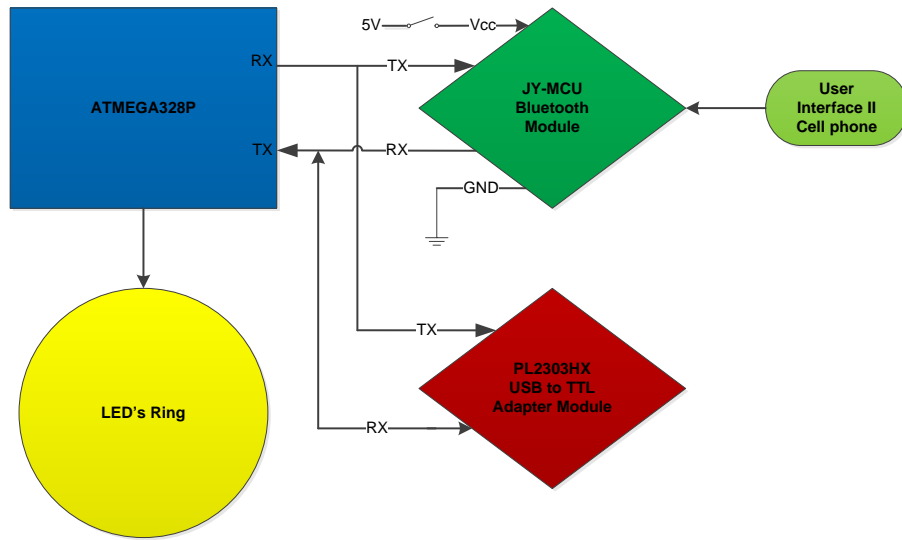 5V
Vcc
RX
TX
ATMEGA328P
JY-MCU
Bluetooth
Module
User
Interface II
Cell phone
TX
RX
GND
TX
PL2303HX
USB to TTL
Adapter Module
LED's Ring
RX